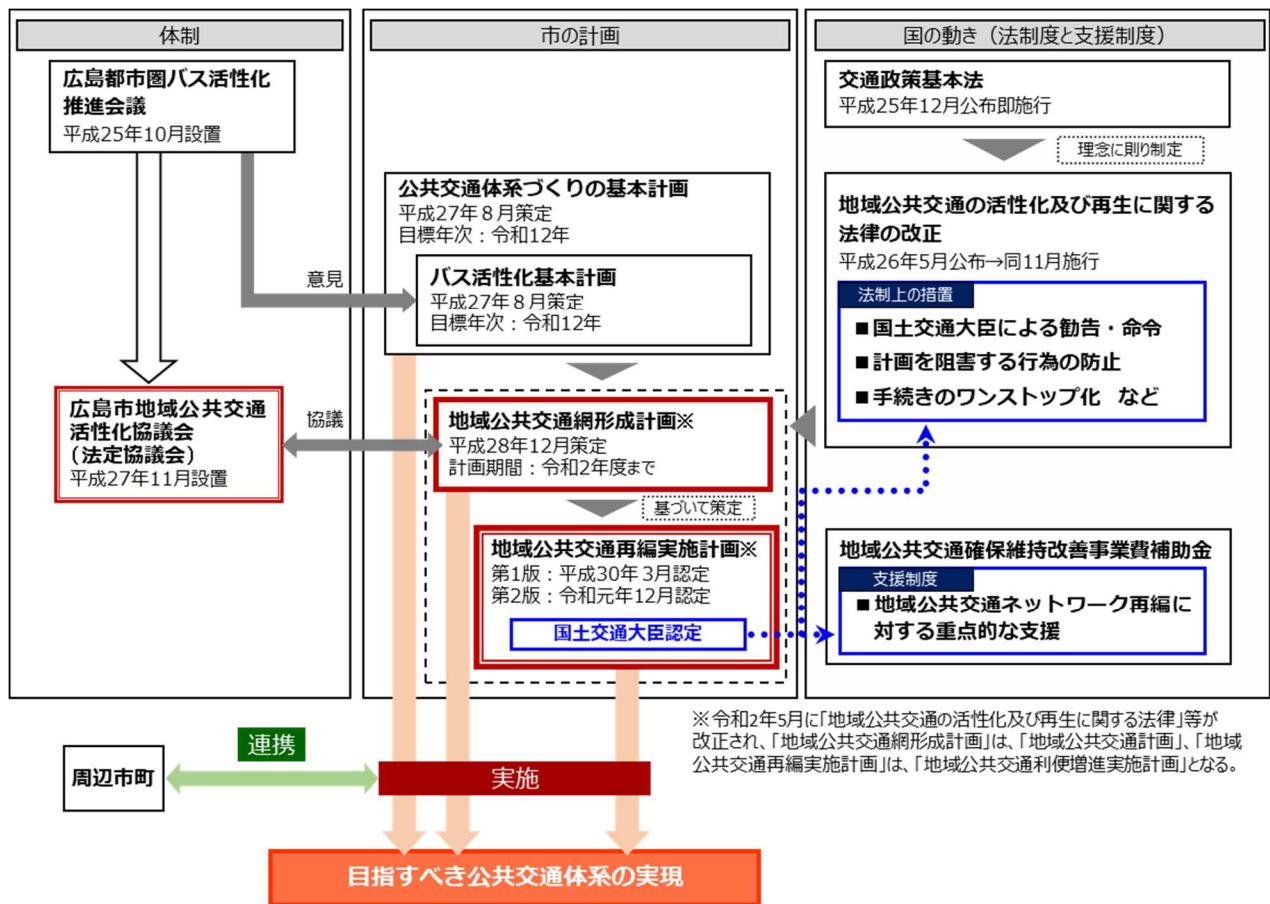 体制
広島都市圏バス活性化
推進会議
平成25年10月設置
意見
広島市地域公共交通
活性化協議会
(法定協議会)
平成27年11月設置
協議
市の計画
公共交通体系づくりの基本計画
平成27年8月策定
目標年次:令和12年
バス活性化基本計画
平成27年8月策定
目標年次:令和12年
地域公共交通網形成計画※
平成28年12月策定
計画期間:令和2年度まで
基づいて策定
地域公共交通再編実施計画※
第1版:平成30年3月認定
第2版:令和元年12月認定
国土交通大臣認定
国の動き(法制度と支援制度)
交通政策基本法
平成25年12月公布即施行
理念に則り制定
地域公共交通の活性化及び再生に関する
法律の改正
平成26年5月公布→同11月施行
法制上の措置
■国土交通大臣による勧告・命令
■計画を阻害する行為の防止
■手続きのワンストップ化 など
地域公共交通確保維持改善事業費補助金
支援制度
■地域公共交通ネットワーク再編に
対する重点的な支援
※令和2年5月に「地域公共交通の活性化及び再生に関する法律」等が
改正され、「地域公共交通網形成計画」は、「地域公共交通計画」、「地域
公共交通再編実施計画」は、「地域公共交通利便増進実施計画」となる。
周辺市町
連携
実施
目指すべき公共交通体系の実現